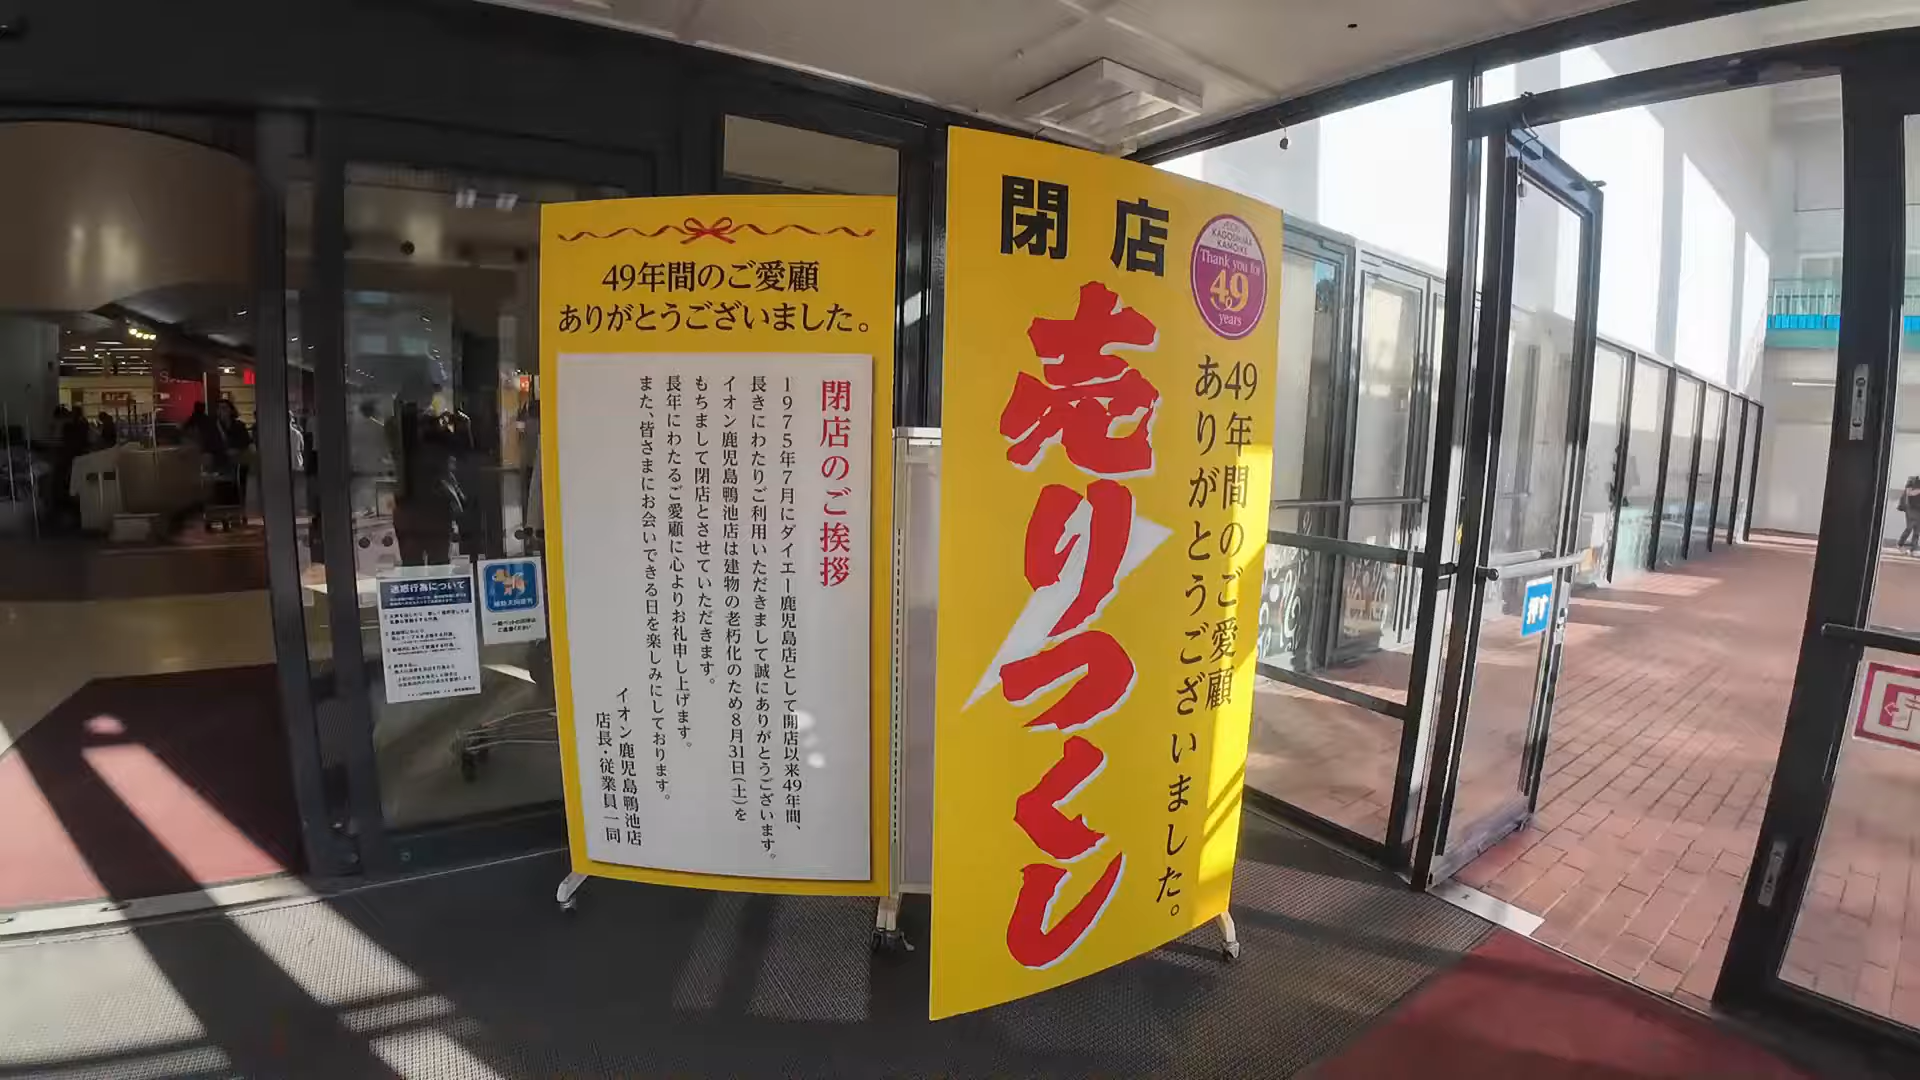 49年間のご愛顧
ありがとうございました。
閉店のご挨拶
1975年7月にダイエー鹿児島店として開店以来49年間、
長きにわたりご利用いただきまして誠にありがとうございます。
イオン鹿児島鴨池店は建物の老朽化のため8月31日(土)を
もちまして閉店とさせていただきます。
長年にわたるご愛顧に心よりお礼申し上げます。
また、皆さまにお会いできる日を楽しみにしております。
イオン鹿児島鴨池店
店長・従業員一同
閉店
売りつくし
KAGOSHIMA
KAMOIKE
Thank you for
49
years
49年間のご愛顧
ありがとうございました。
迷惑行為について
押す